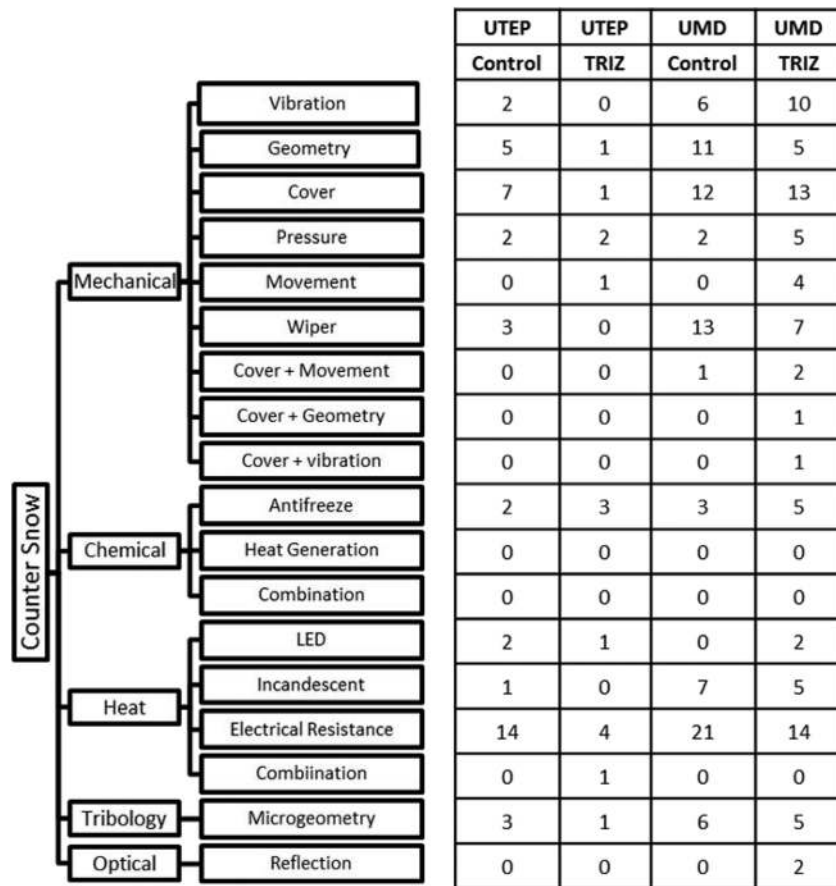 UTEP UTEP UMD UMD
Control TRIZ Control TRIZ
Vibration 2 0 6 10
Geometry 5 1 11 5
Cover 7 1 12 13
Pressure 2 2 2 5
Mechanical Movement 0 1 0 4
Wiper 3 0 13 7
Cover + Movement 0 0 1 2
Cover + Geometry 0 0 0 1
Cover + vibration 0 0 0 1
Antifreeze 2 3 3 5
Counter Snow
Chemical Heat Generation 0 0 0 0
Combination 0 0 0 0
LED 2 1 0 2
Incandescent 1 0 7 5
Heat
Electrical Resistance 14 4 21 14
Combiination 0 1 0 0
Tribology Microgeometry 3 1 6 5
Optical Reflection 0 0 0 2